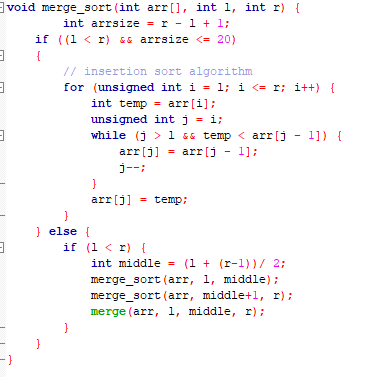 void merge_sort(int arr[], int l, int r) {
int arrsize = r - l + 1;
if ((l < r) && arrsize <= 20)
{
// insertion sort algorithm
for (unsigned int i = l; i <= r; i++) {
int temp = arr[i];
unsigned int j = i;
while (j > l && temp < arr[j - 1]) {
arr[j] = arr[j - 1];
j--;
}
arr[j] = temp;
}
} else {
if (l < r) {
int middle = (l + (r-l))/ 2;
merge_sort(arr, l, middle);
merge_sort(arr, middle+1, r);
merge(arr, l, middle, r);
}
}
}